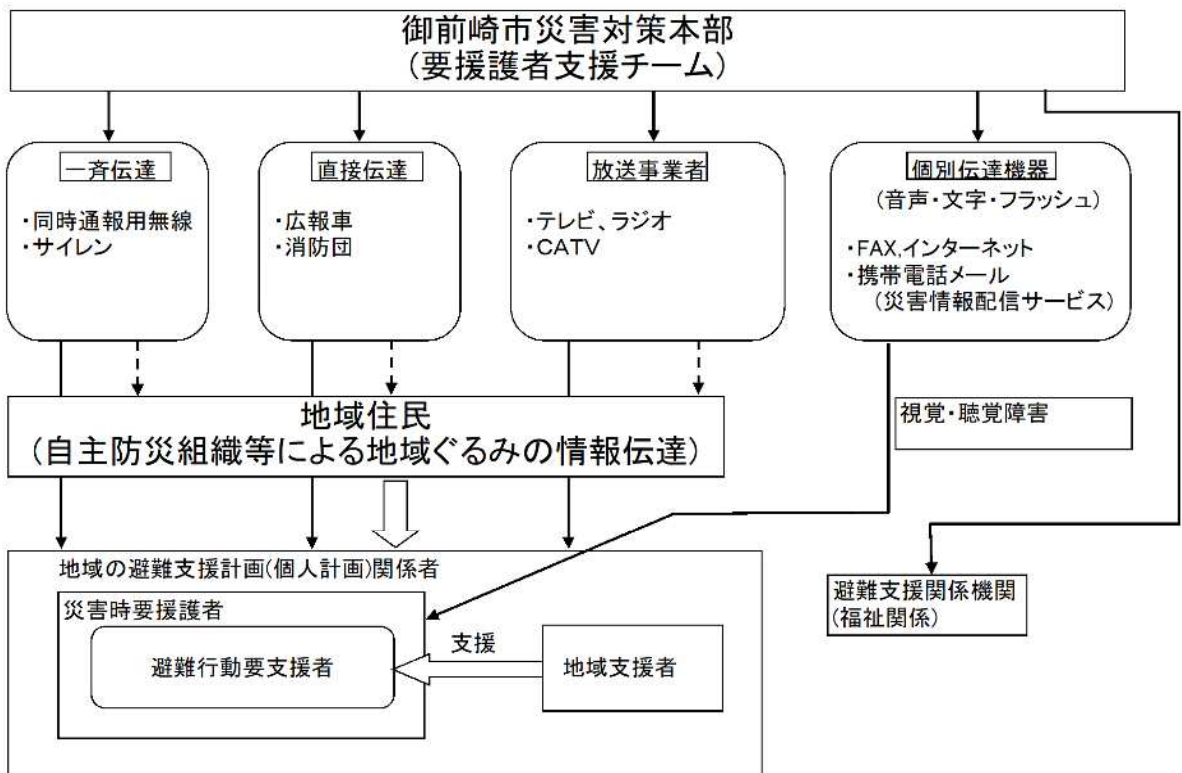 御前崎市災害対策本部
(要援護者支援チーム)
一斉伝達
・同時通報用無線
・サイレン
直接伝達
・広報車
・消防団
放送事業者
・テレビ、ラジオ
・CATV
個別伝達機器
(音声・文字・フラッシュ)
・FAX,インターネット
・携帯電話メール
(災害情報配信サービス)
地域住民
(自主防災組織等による地域ぐるみの情報伝達)
視覚・聴覚障害
地域の避難支援計画(個人計画)関係者
災害時要援護者
避難行動要支援者
支援
地域支援者
避難支援関係機関
(福祉関係)